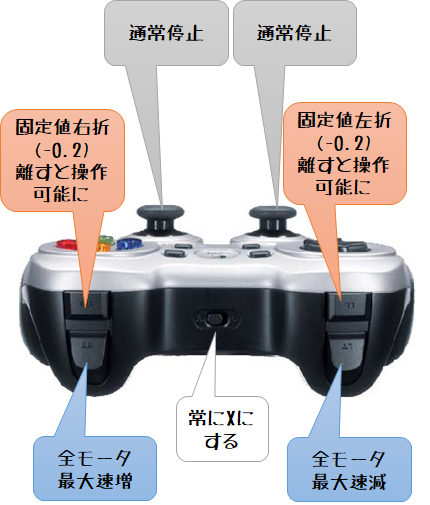 通常停止
通常停止
固定値右折
(-0.2)
離すと操作
可能に
固定値左折
(-0.2)
離すと操作
可能に
LT
常にXに
する
全モータ
最大速増
全モータ
最大速減